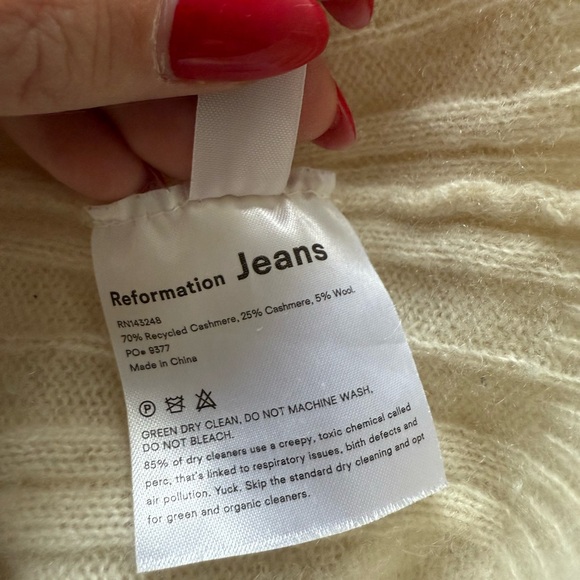 Reformation Jeans
RN143248
70% Recycled Cashmere, 25% Cashmere, 5% Wool.
PO# 9377
Made in China
P
GREEN DRY CLEAN, DO NOT MACHINE WASH,
DO NOT BLEACH.
85% of dry cleaners use a creepy, toxic chemical called
perc, that's linked to respiratory issues, birth defects and
air pollution. Yuck. Skip the standard dry cleaning and opt
for green and organic cleaners.